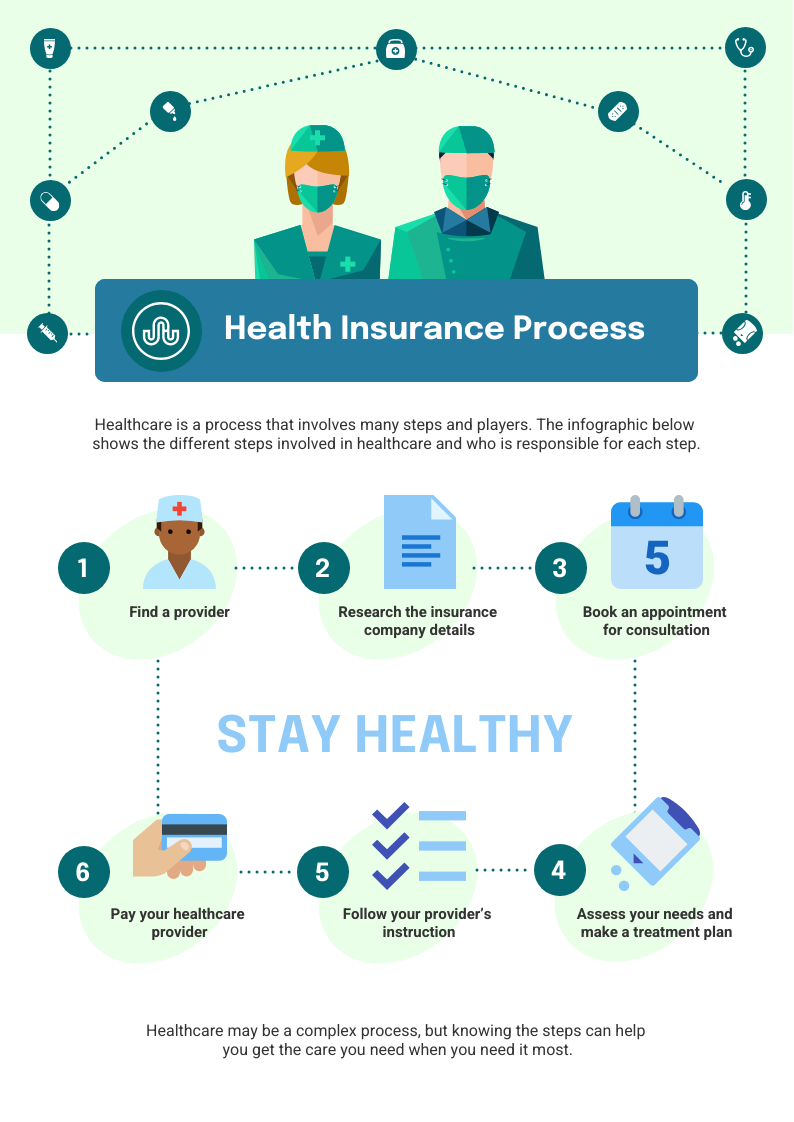 Health Insurance Process
Healthcare is a process that involves many steps and players. The infographic below
shows the different steps involved in healthcare and who is responsible for each step.
1
Find a provider
2
Research the insurance
company details
3
5
Book an appointment
for consultation
STAY HEALTHY
6
Pay your healthcare
provider
5
Follow your provider’s
instruction
4
Assess your needs and
make a treatment plan
Healthcare may be a complex process, but knowing the steps can help
you get the care you need when you need it most.